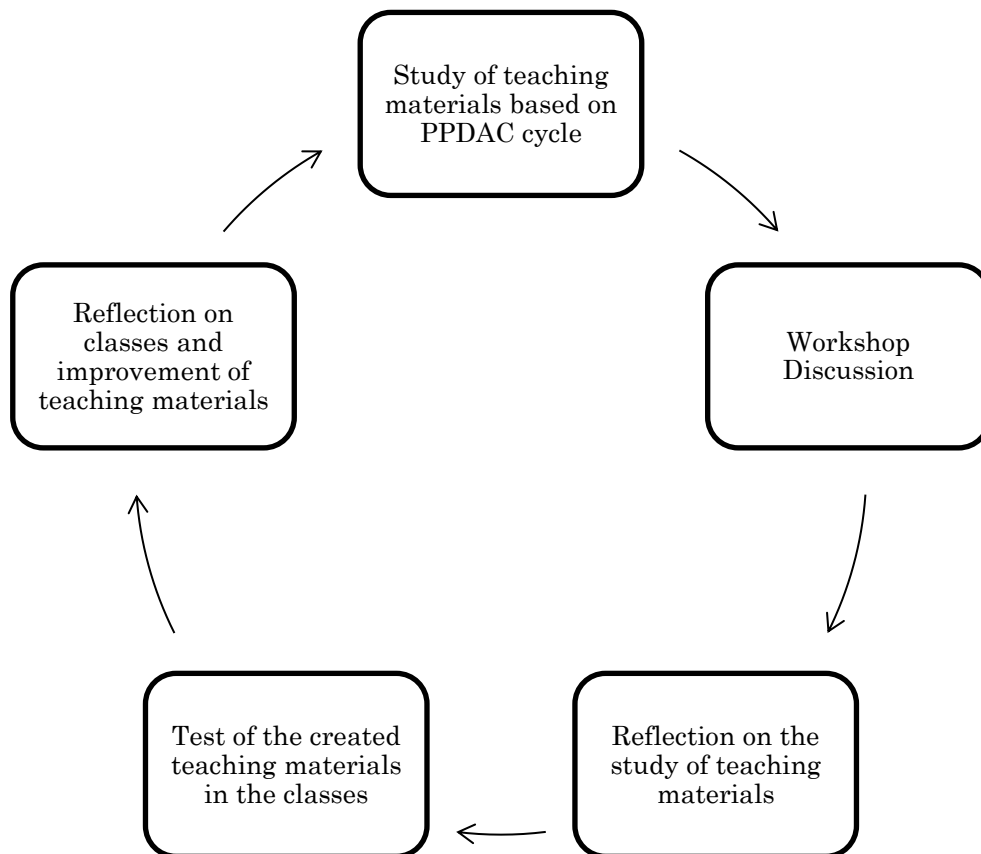 Study of teaching
materials based on
PPDAC cycle
Workshop
Discussion
Reflection on the
study of teaching
materials
Test of the created
teaching materials
in the classes
Reflection on
classes and
improvement of
teaching materials